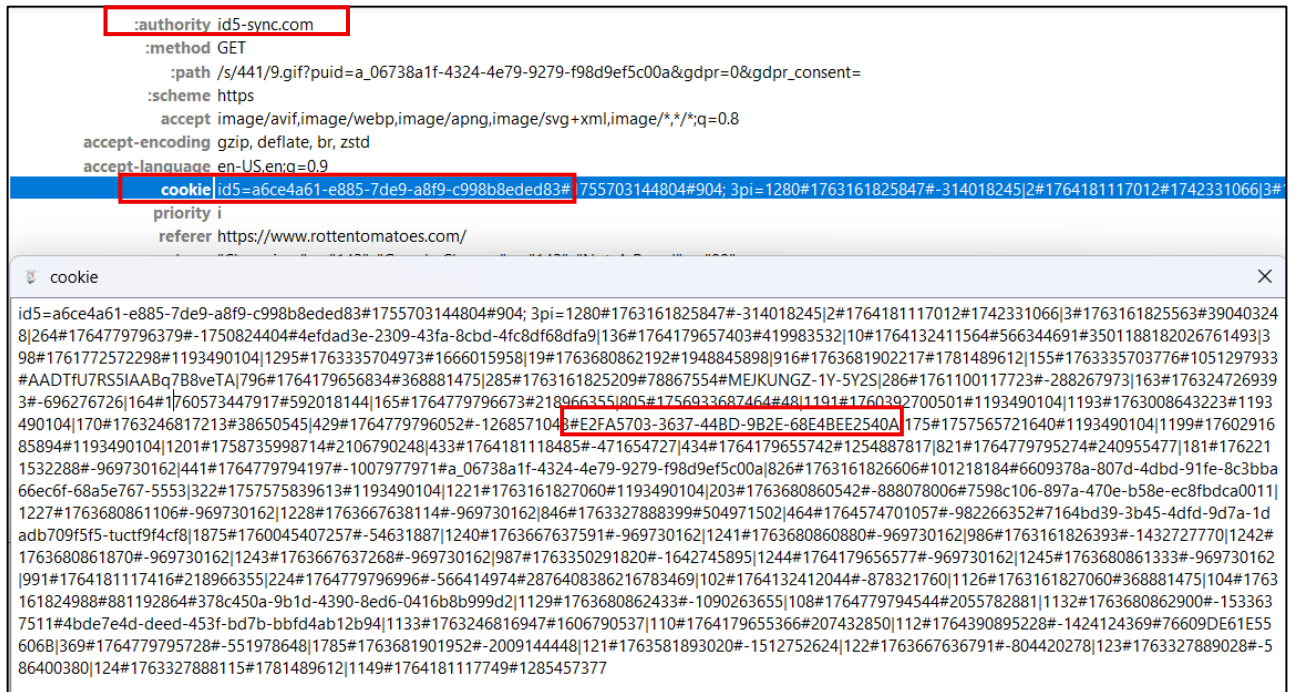 :authority id5-sync.com
:method GET
:path /s/441/9.gif?puid=a_06738a1f-4324-4e79-9279-f98d9ef5c00a&gdpr=0&gdpr_consent=
:scheme https
accept image/avif,image/webp,image/apng,image/svg+xml,image/*,*/*;q=0.8
accept-encoding gzip, deflate, br, zstd
accept-language en-US,en;q=0.9
cookie id5=a6ce4a61-e885-7de9-a8f9-c998b8eded83#1755703144804#904; 3pi=1280#1763161825847#-314018245|2#1764181117012#1742331066|3#
priority i
referer https://www.rottentomatoes.com/
cookie
id5=a6ce4a61-e885-7de9-a8f9-c998b8eded83#1755703144804#904; 3pi=1280#1763161825847#-314018245|2#1764181117012#1742331066|3#1763161825563#39040324
8|264#1764779796379#-1750824404#4efdad3e-2309-43fa-8cbd-4fc8df68dfa9|136#1764179657403#419983532|10#1764132411564#566344691#3501188182026761493|3
98#1761772572298#1193490104|1295#1763335704973#1666015958|19#1763680862192#1948845898|916#1763681902217#1781489612|155#1763335703776#1051297933
#AADTfU7RS5IAABq7B8veTA|796#1764179656834#368881475|285#1763161825209#78867554#MEJKUNGZ-1Y-5Y2S|286#1761100117723#-288267973|163#176324726939
3#-696276726|164#1760573447917#592018144|165#1764779796673#218966355|805#1756933687464#48|1191#1760392700501#1193490104|1193#1763008643223#1193
490104|170#1763246817213#38650545|429#1764779796052#-1268571043#E2FA5703-3637-44BD-9B2E-68E4BEE2540A|175#1757565721640#1193490104|1199#17602916
85894#1193490104|1201#1758735998714#2106790248|433#1764181118485#-471654727|434#1764179655742#1254887817|821#1764779795274#240955477|181#176221
1532288#-969730162|441#1764779794197#-1007977971#a_06738a1f-4324-4e79-9279-f98d9ef5c00a|826#1763161826606#101218184#6609378a-807d-4dbd-91fe-8c3bba
66ec6f-68a5e767-5553|322#1757575839613#1193490104|1221#1763161827060#1193490104|203#1763680860542#-888078006#7598c106-897a-470e-b58e-ec8fbdca0011|
1227#1763680861106#-969730162|1228#1763667638114#-969730162|846#1763327888399#504971502|464#1764574701057#-982266352#7164bd39-3b45-4dfd-9d7a-1d
adb709f5f5-tuctf9f4cf8|1875#1760045407257#-54631887|1240#1763667637591#-969730162|1241#1763680860880#-969730162|986#1763161826393#-1432727770|1242#
1763680861870#-969730162|1243#1763667637268#-969730162|987#1763350291820#-1642745895|1244#1764179656577#-969730162|1245#1763680861333#-969730162
|991#1764181117416#218966355|224#1764779796996#-566414974#2876408386216783469|102#1764132412044#-878321760|1126#1763161827060#368881475|104#1763
161824988#881192864#378c450a-9b1d-4390-8ed6-0416b8b999d2|1129#1763680862433#-1090263655|108#1764779794544#2055782881|1132#1763680862900#-153363
7511#4bde7e4d-deed-453f-bd7b-bbfd4ab12b94|1133#1763246816947#1606790537|110#1764179655366#207432850|112#1764390895228#-1424124369#76609DE61E55
606B|369#1764779795728#-551978648|1785#1763681901952#-2009144448|121#1763581893020#-1512752624|122#1763667636791#-804420278|123#1763327889028#-5
86400380|124#1763327888115#1781489612|1149#1764181117749#1285457377